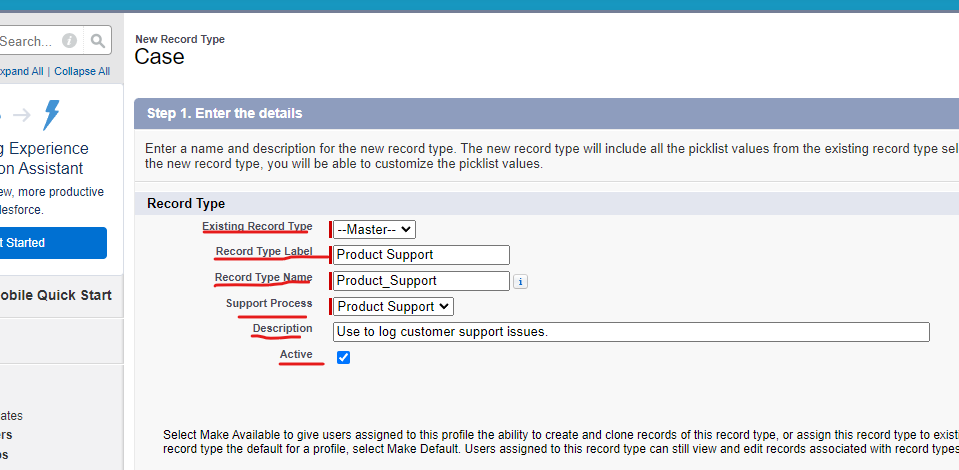 Search...
New Record Type
Case
xpand All | Collapse All
Step 1. Enter the details
g Experience
on Assistant
ew, more productive
lesforce.
t Started
obile Quick Start
ates
rs
os
Enter a name and description for the new record type. The new record type will include all the picklist values from the existing record type sel
the new record type, you will be able to customize the picklist values.
Record Type
Existing Record Type --Master--
Record Type Label Product Support
Record Type Name Product_Support i
Support Process Product Support
Description Use to log customer support issues.
Active
Select Make Available to give users assigned to this profile the ability to create and clone records of this record type, or assign this record type to existi
record type the default for a profile, select Make Default. Users assigned to this record type can still view and edit records associated with record types